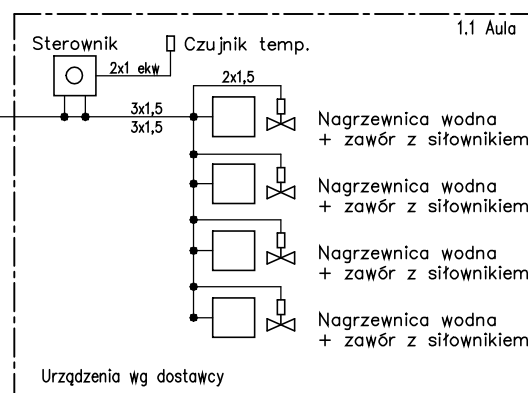 1.1 Aula
Sterownik
Czujnik temp.
2x1 ekw
2x1,5
3x1,5
3x1,5
Nagrzewnica wodna
+ zawór z siłownikiem
Nagrzewnica wodna
+ zawór z siłownikiem
Nagrzewnica wodna
+ zawór z siłownikiem
Nagrzewnica wodna
+ zawór z siłownikiem
Urządzenia wg dostawcy